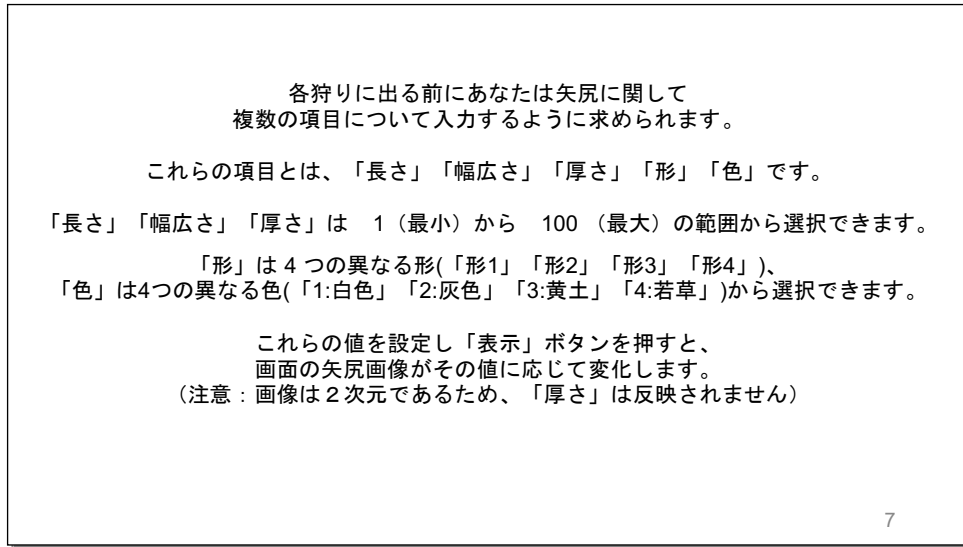 各狩りに出る前にあなたは矢尻に関して
複数の項目について入力するように求められます。
これらの項目とは、「長さ」「幅広さ」「厚さ」「形」「色」です。
「長さ」「幅広さ」「厚さ」は　1（最小）から　100 （最大）の範囲から選択できます。
「形」は 4 つの異なる形(「形1」「形2」「形3」「形4」)、
「色」は4つの異なる色(「1:白色」「2:灰色」「3:黄土」「4:若草」)から選択できます。
これらの値を設定し「表示」ボタンを押すと、
画面の矢尻画像がその値に応じて変化します。
（注意：画像は２次元であるため、「厚さ」は反映されません）
7